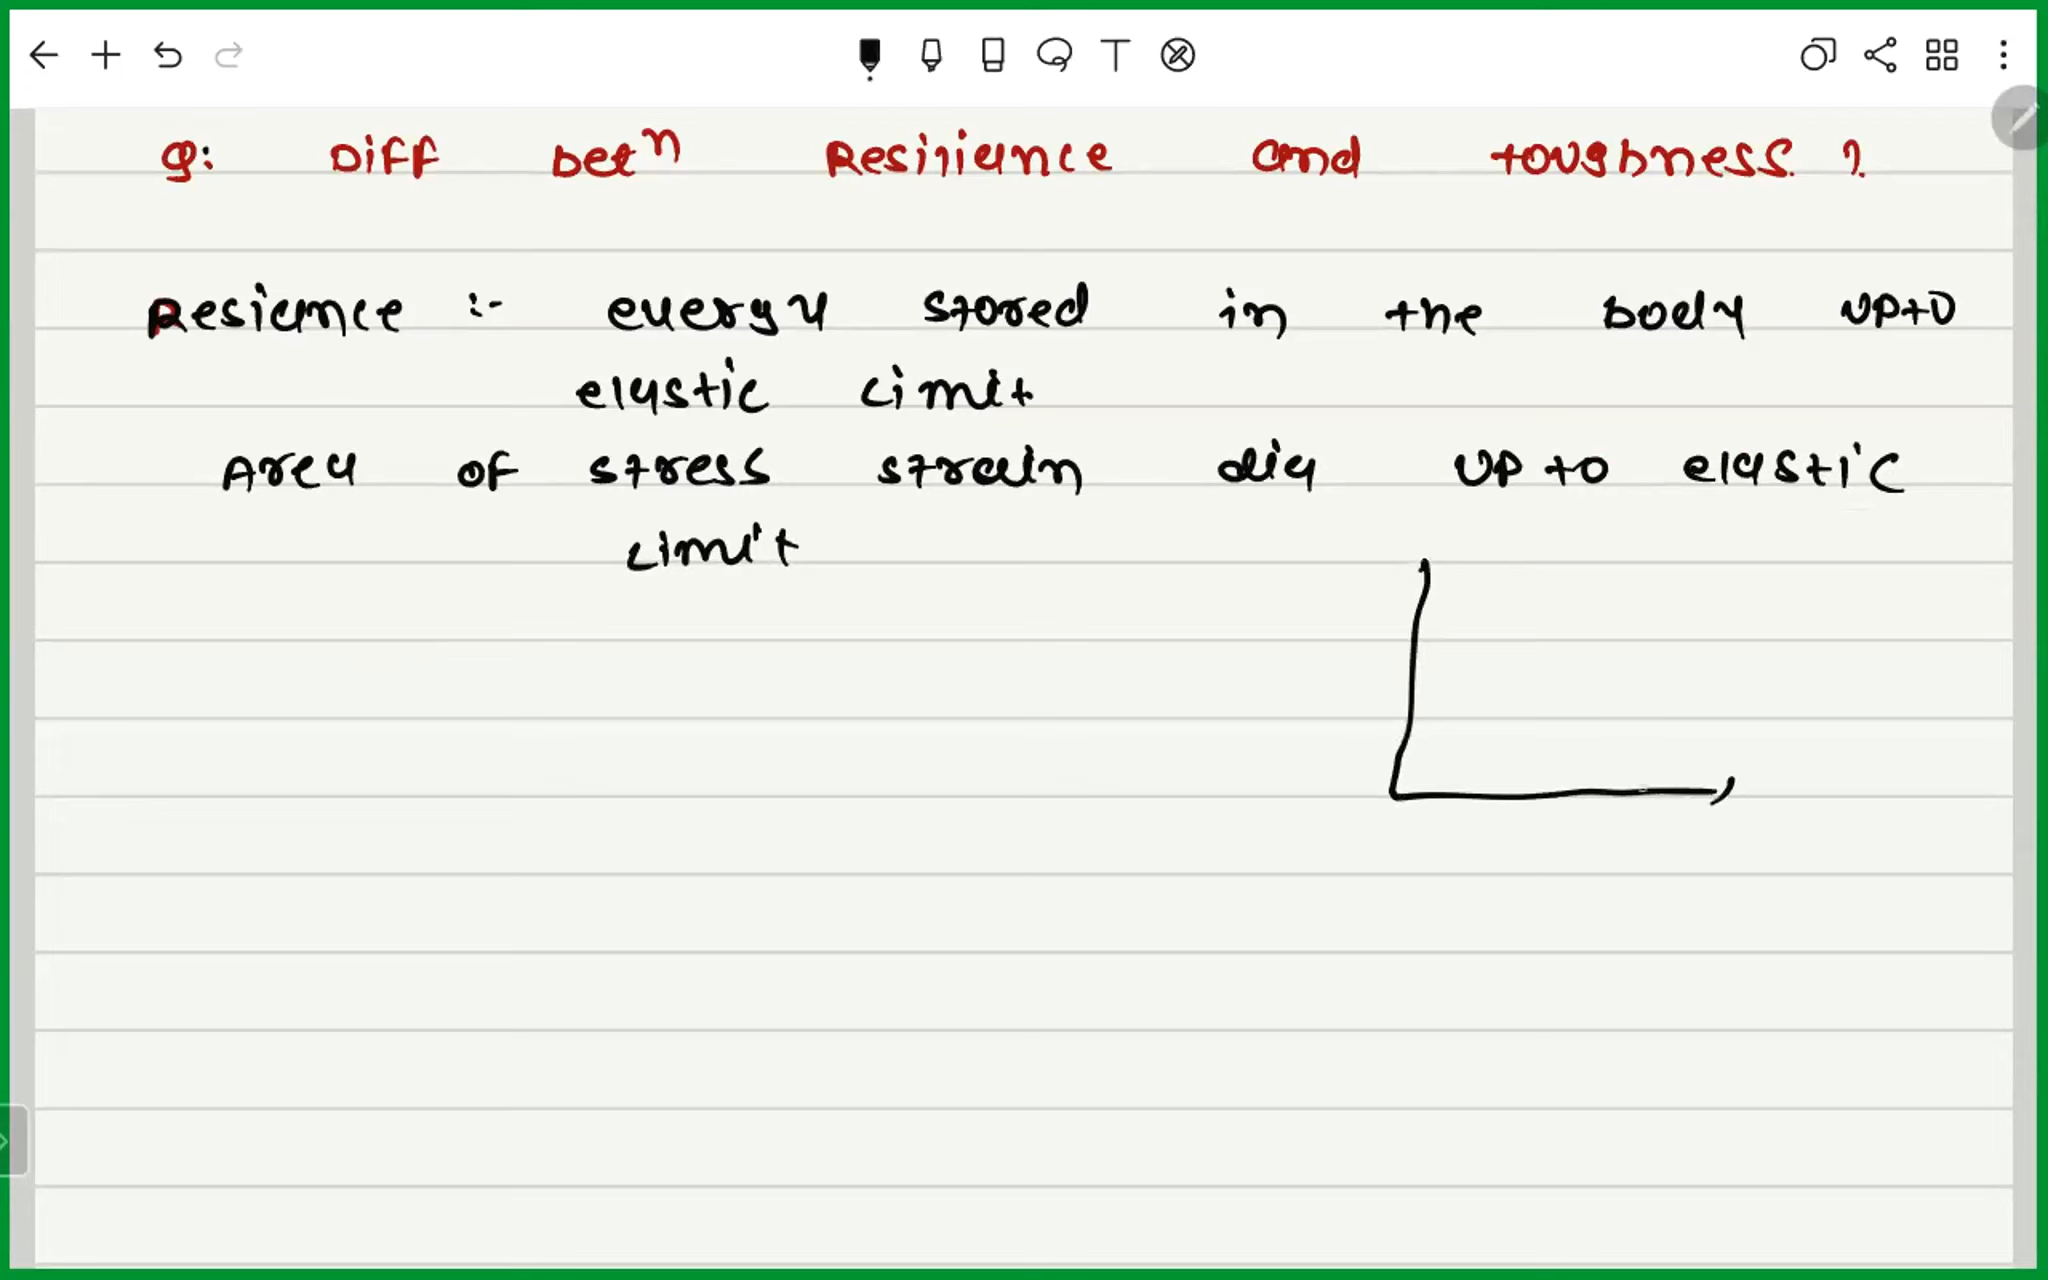 Q: Diff betn Resilience and toughness ?
Resience :- energy stored in the body upto
elastic limit
Area of stress strain dia up to elastic
limit